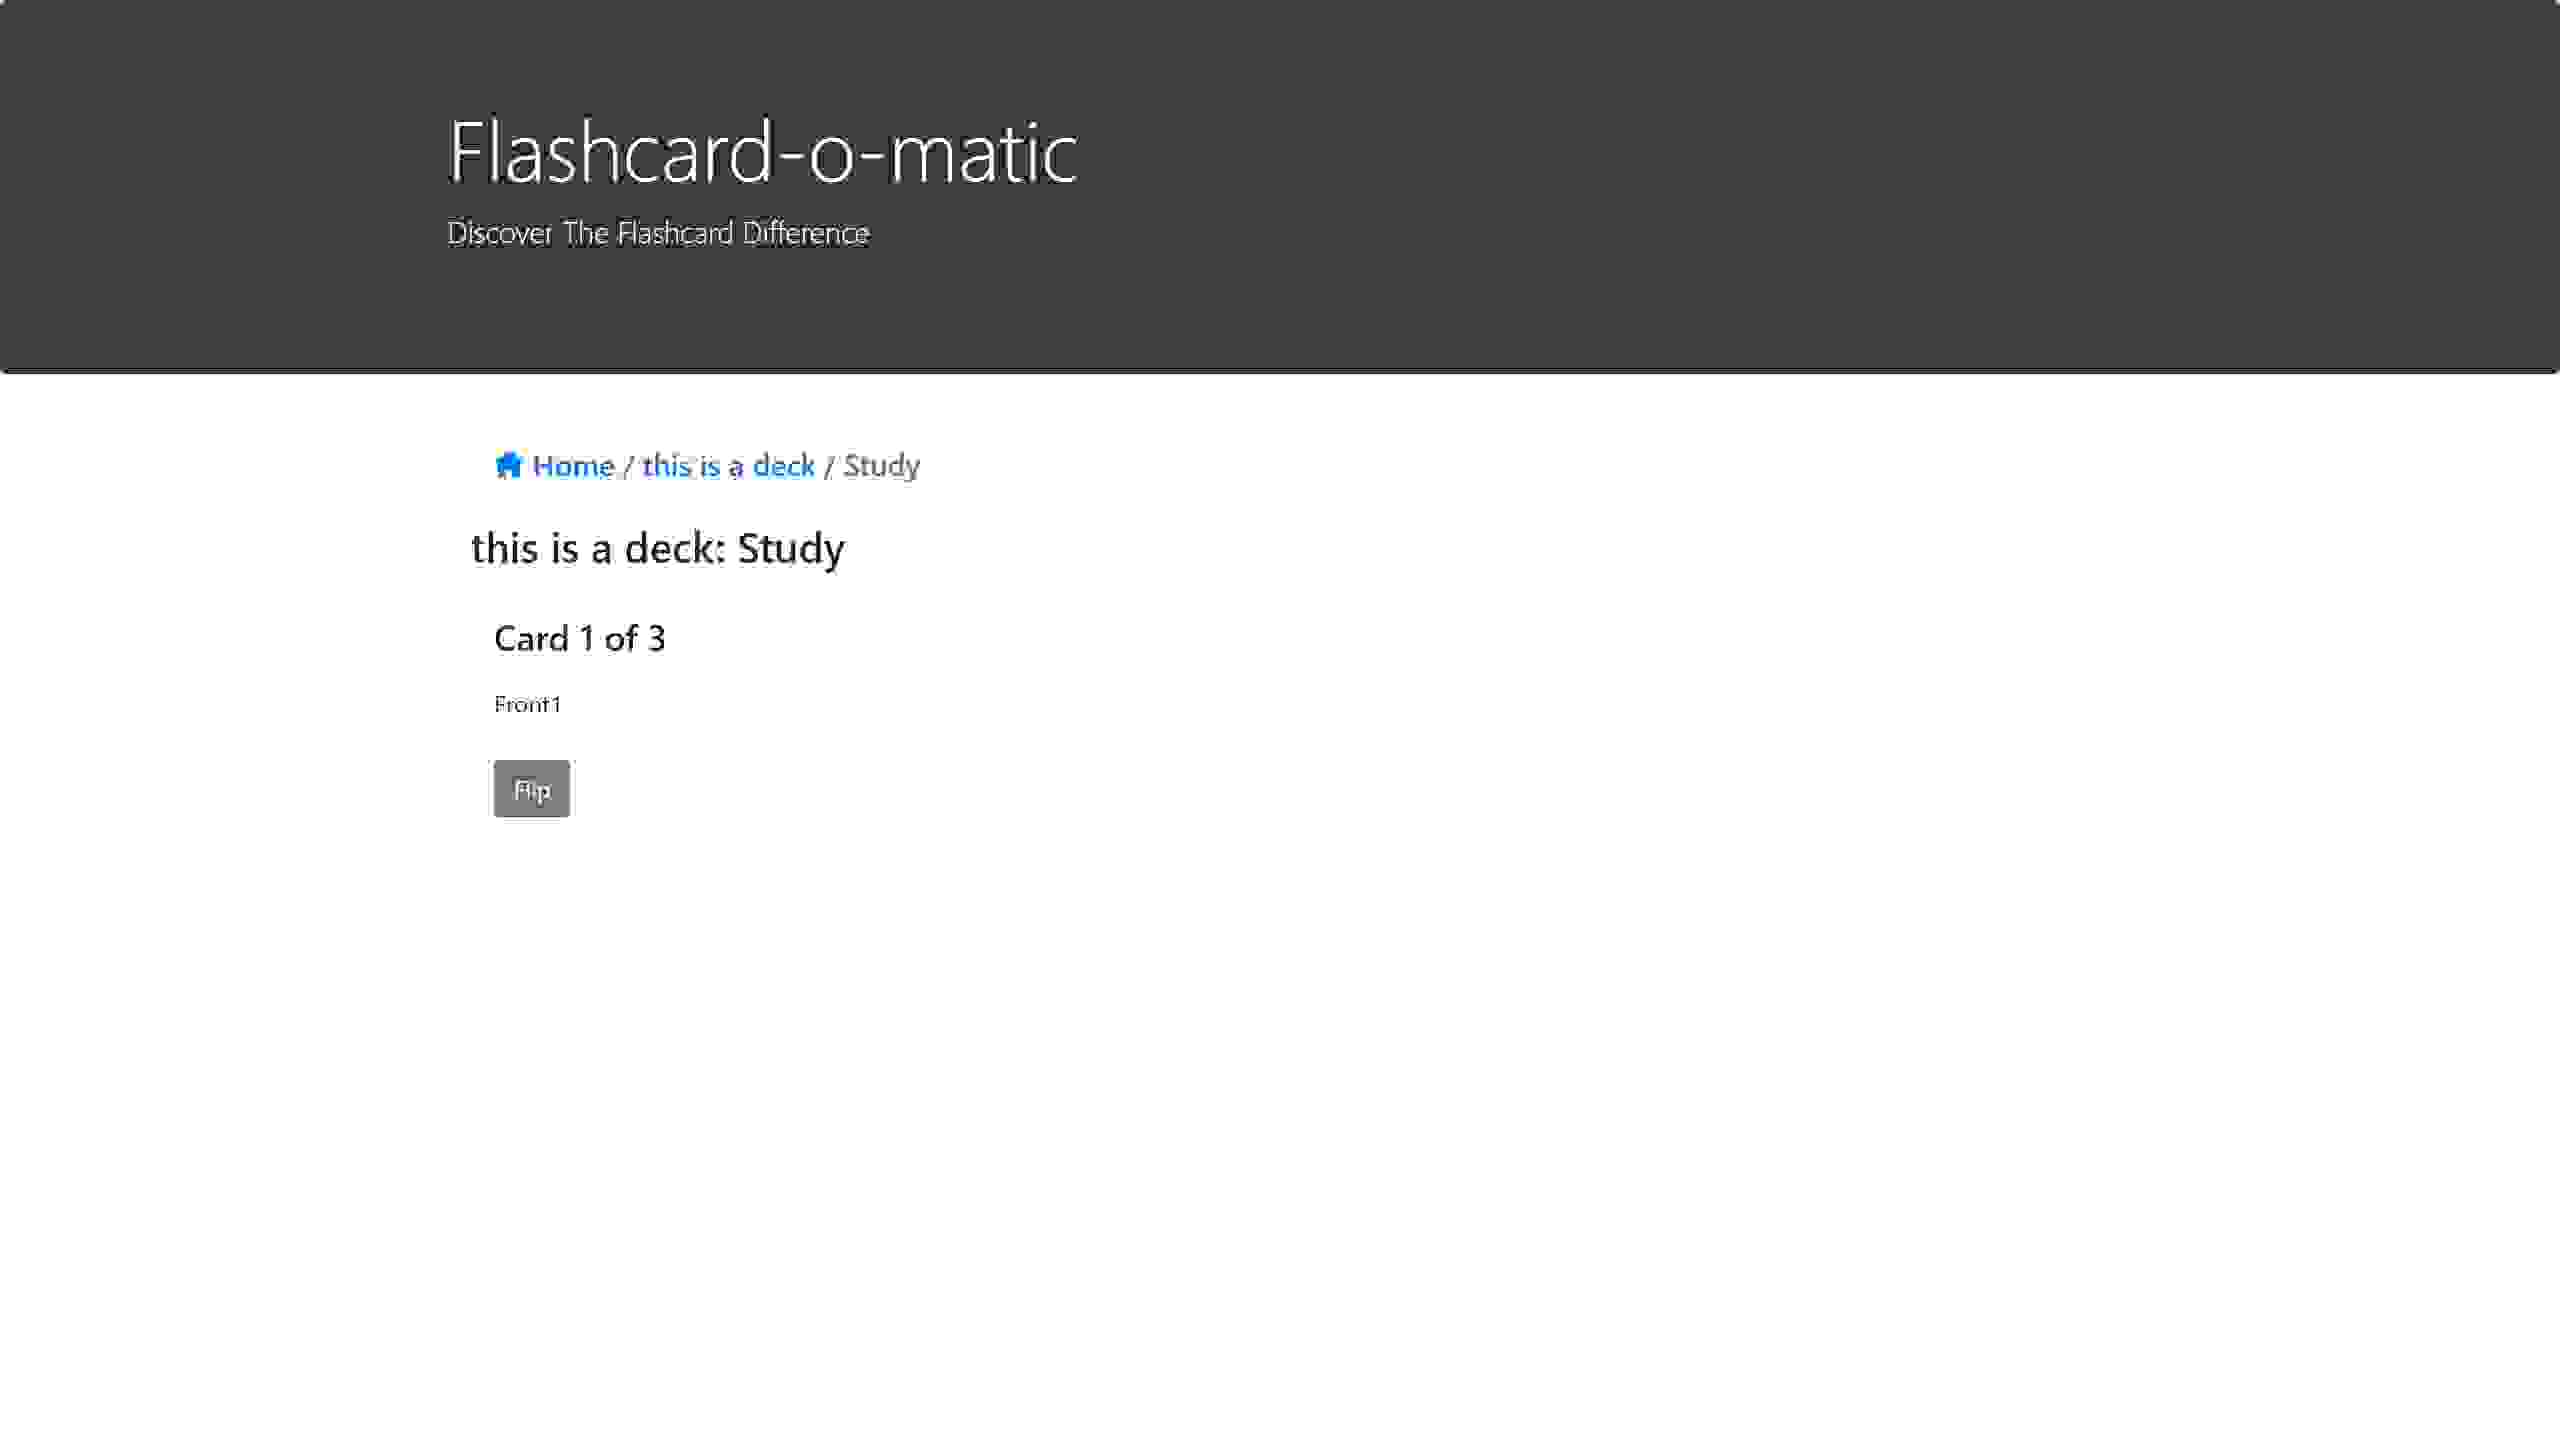 Flashcard-o-matic
Discover The Flashcard Difference
Home / this is a deck / Study
this is a deck: Study
Card 1 of 3
Front1
Flip